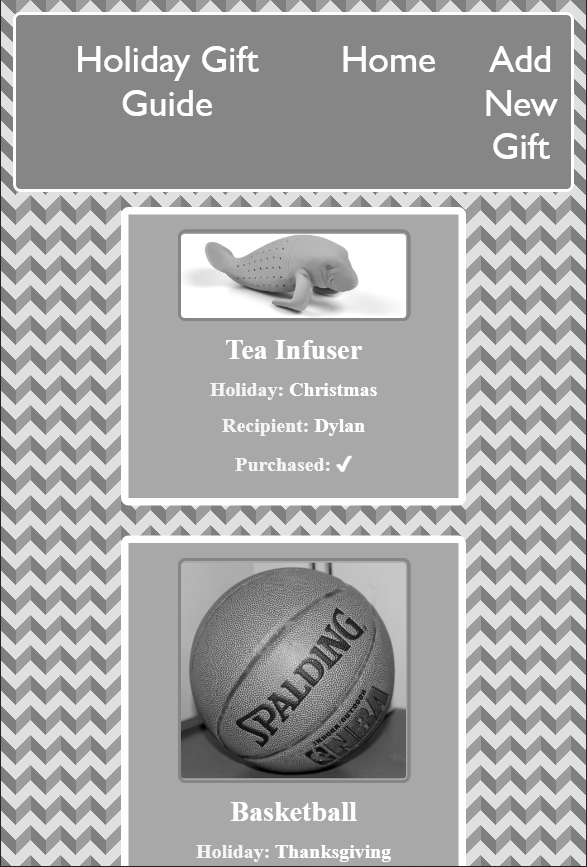 Holiday Gift
Guide
Home
Add
New
Gift
Tea Infuser
Holiday: Christmas
Recipient: Dylan
Purchased: ✓
SPALDING
NBA
Basketball
Holiday: Thanksgiving